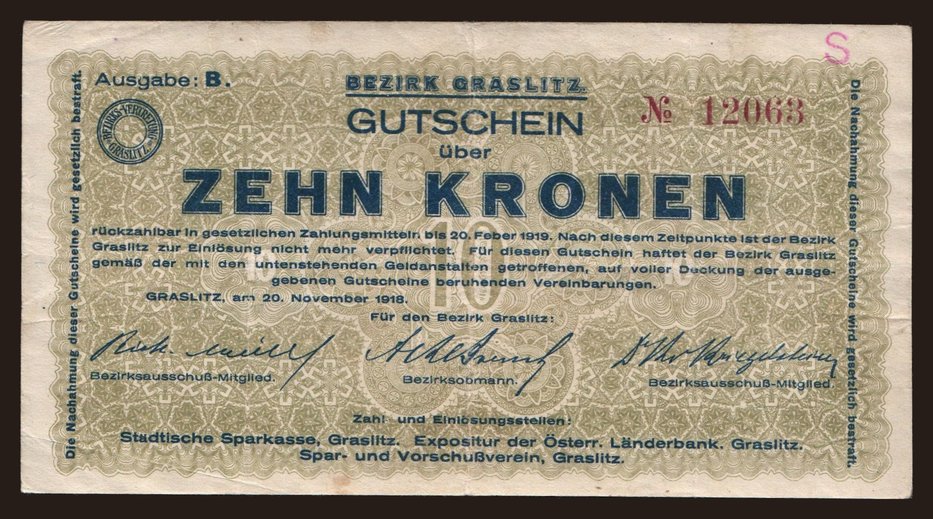 S
Ausgabe: B.
BEZIRK GRASLITZ.
№ 12063
BEZIRKS-VERTRETUNG GRASLITZ
GUTSCHEIN
über
ZEHN KRONEN
10
rückzahlbar in gesetzlichen Zahlungsmitteln bis 20. Feber 1919. Nach diesem Zeitpunkte ist der Bezirk
Graslitz zur Einlösung nicht mehr verpflichtet. Für diesen Gutschein haftet der Bezirk Graslitz
gemäß der mit den untenstehenden Geldanstalten getroffenen, auf voller Deckung der ausge-
gebenen Gutscheine beruhenden Vereinbarungen.
GRASLITZ, am 20. November 1918.
Für den Bezirk Graslitz:
Bezirksausschuß-Mitglied.
Bezirksobmann.
Bezirksausschuß-Mitglied.
Zahl- und Einlösungsstellen:
Städtische Sparkasse, Graslitz. Expositur der Österr. Länderbank. Graslitz.
Spar- und Vorschußverein, Graslitz.
Die Nachahmung dieser Gutscheine wird gesetzlich bestraft.
Die Nachahmung dieser Gutscheine wird gesetzlich bestraft.